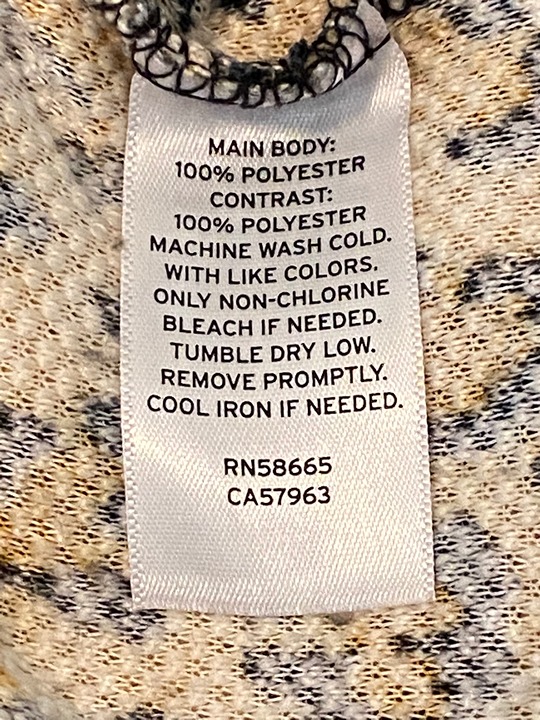 MAIN BODY:
100% POLYESTER
CONTRAST:
100% POLYESTER
MACHINE WASH COLD.
WITH LIKE COLORS.
ONLY NON-CHLORINE
BLEACH IF NEEDED.
TUMBLE DRY LOW.
REMOVE PROMPTLY.
COOL IRON IF NEEDED.
RN58665
CA57963